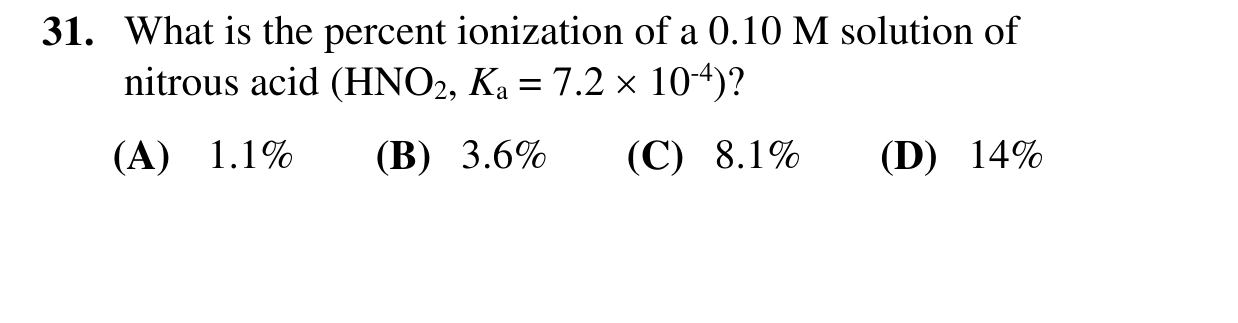 31. What is the percent ionization of a 0.10 M solution of
nitrous acid (HNO₂, Kₐ = 7.2 × 10⁻⁴)?
(A) 1.1% (B) 3.6% (C) 8.1% (D) 14%